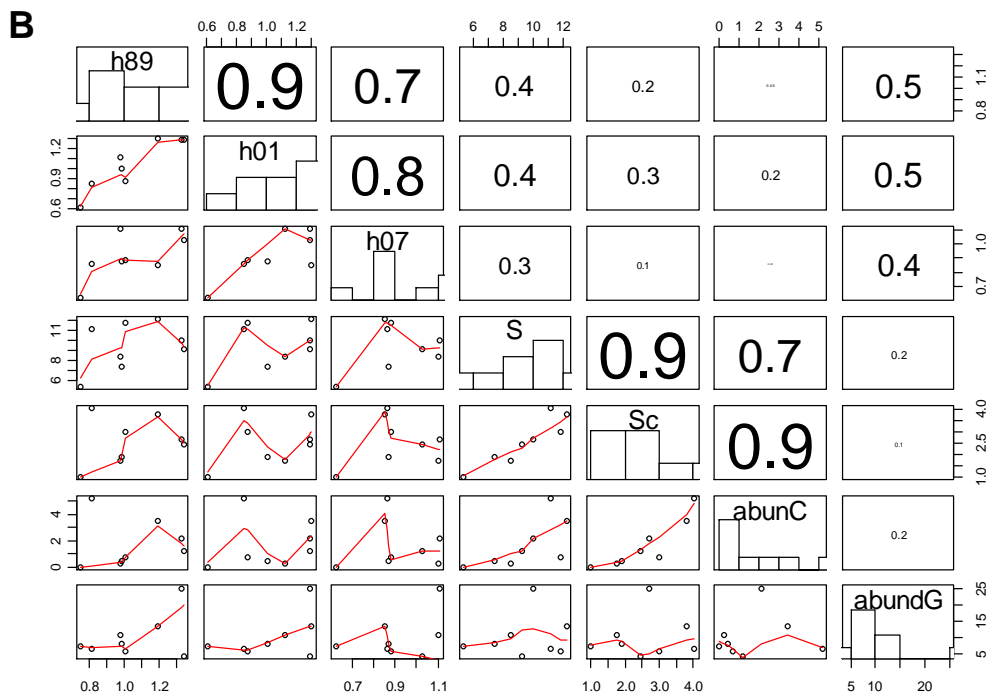 B
0.6 1.0 6 8 10 12 0 1 2 3 4 5
h89 0.9 0.7 0.4 0.2 0.5
0.8 1.1
0.6 0.9 1.2
h01 0.8 0.4 0.3 0.2 0.5
h07 0.3 0.1 0.4
0.7 1.0
6 8 11
S 0.9 0.7 0.2
Sc 0.9 0.1
1.0 2.5 4.0
0 2 4
abunC 0.2
abundG
5 15 25
0.8 1.0 1.2 0.7 0.9 1.1 1.0 2.0 3.0 4.0 5 10 20